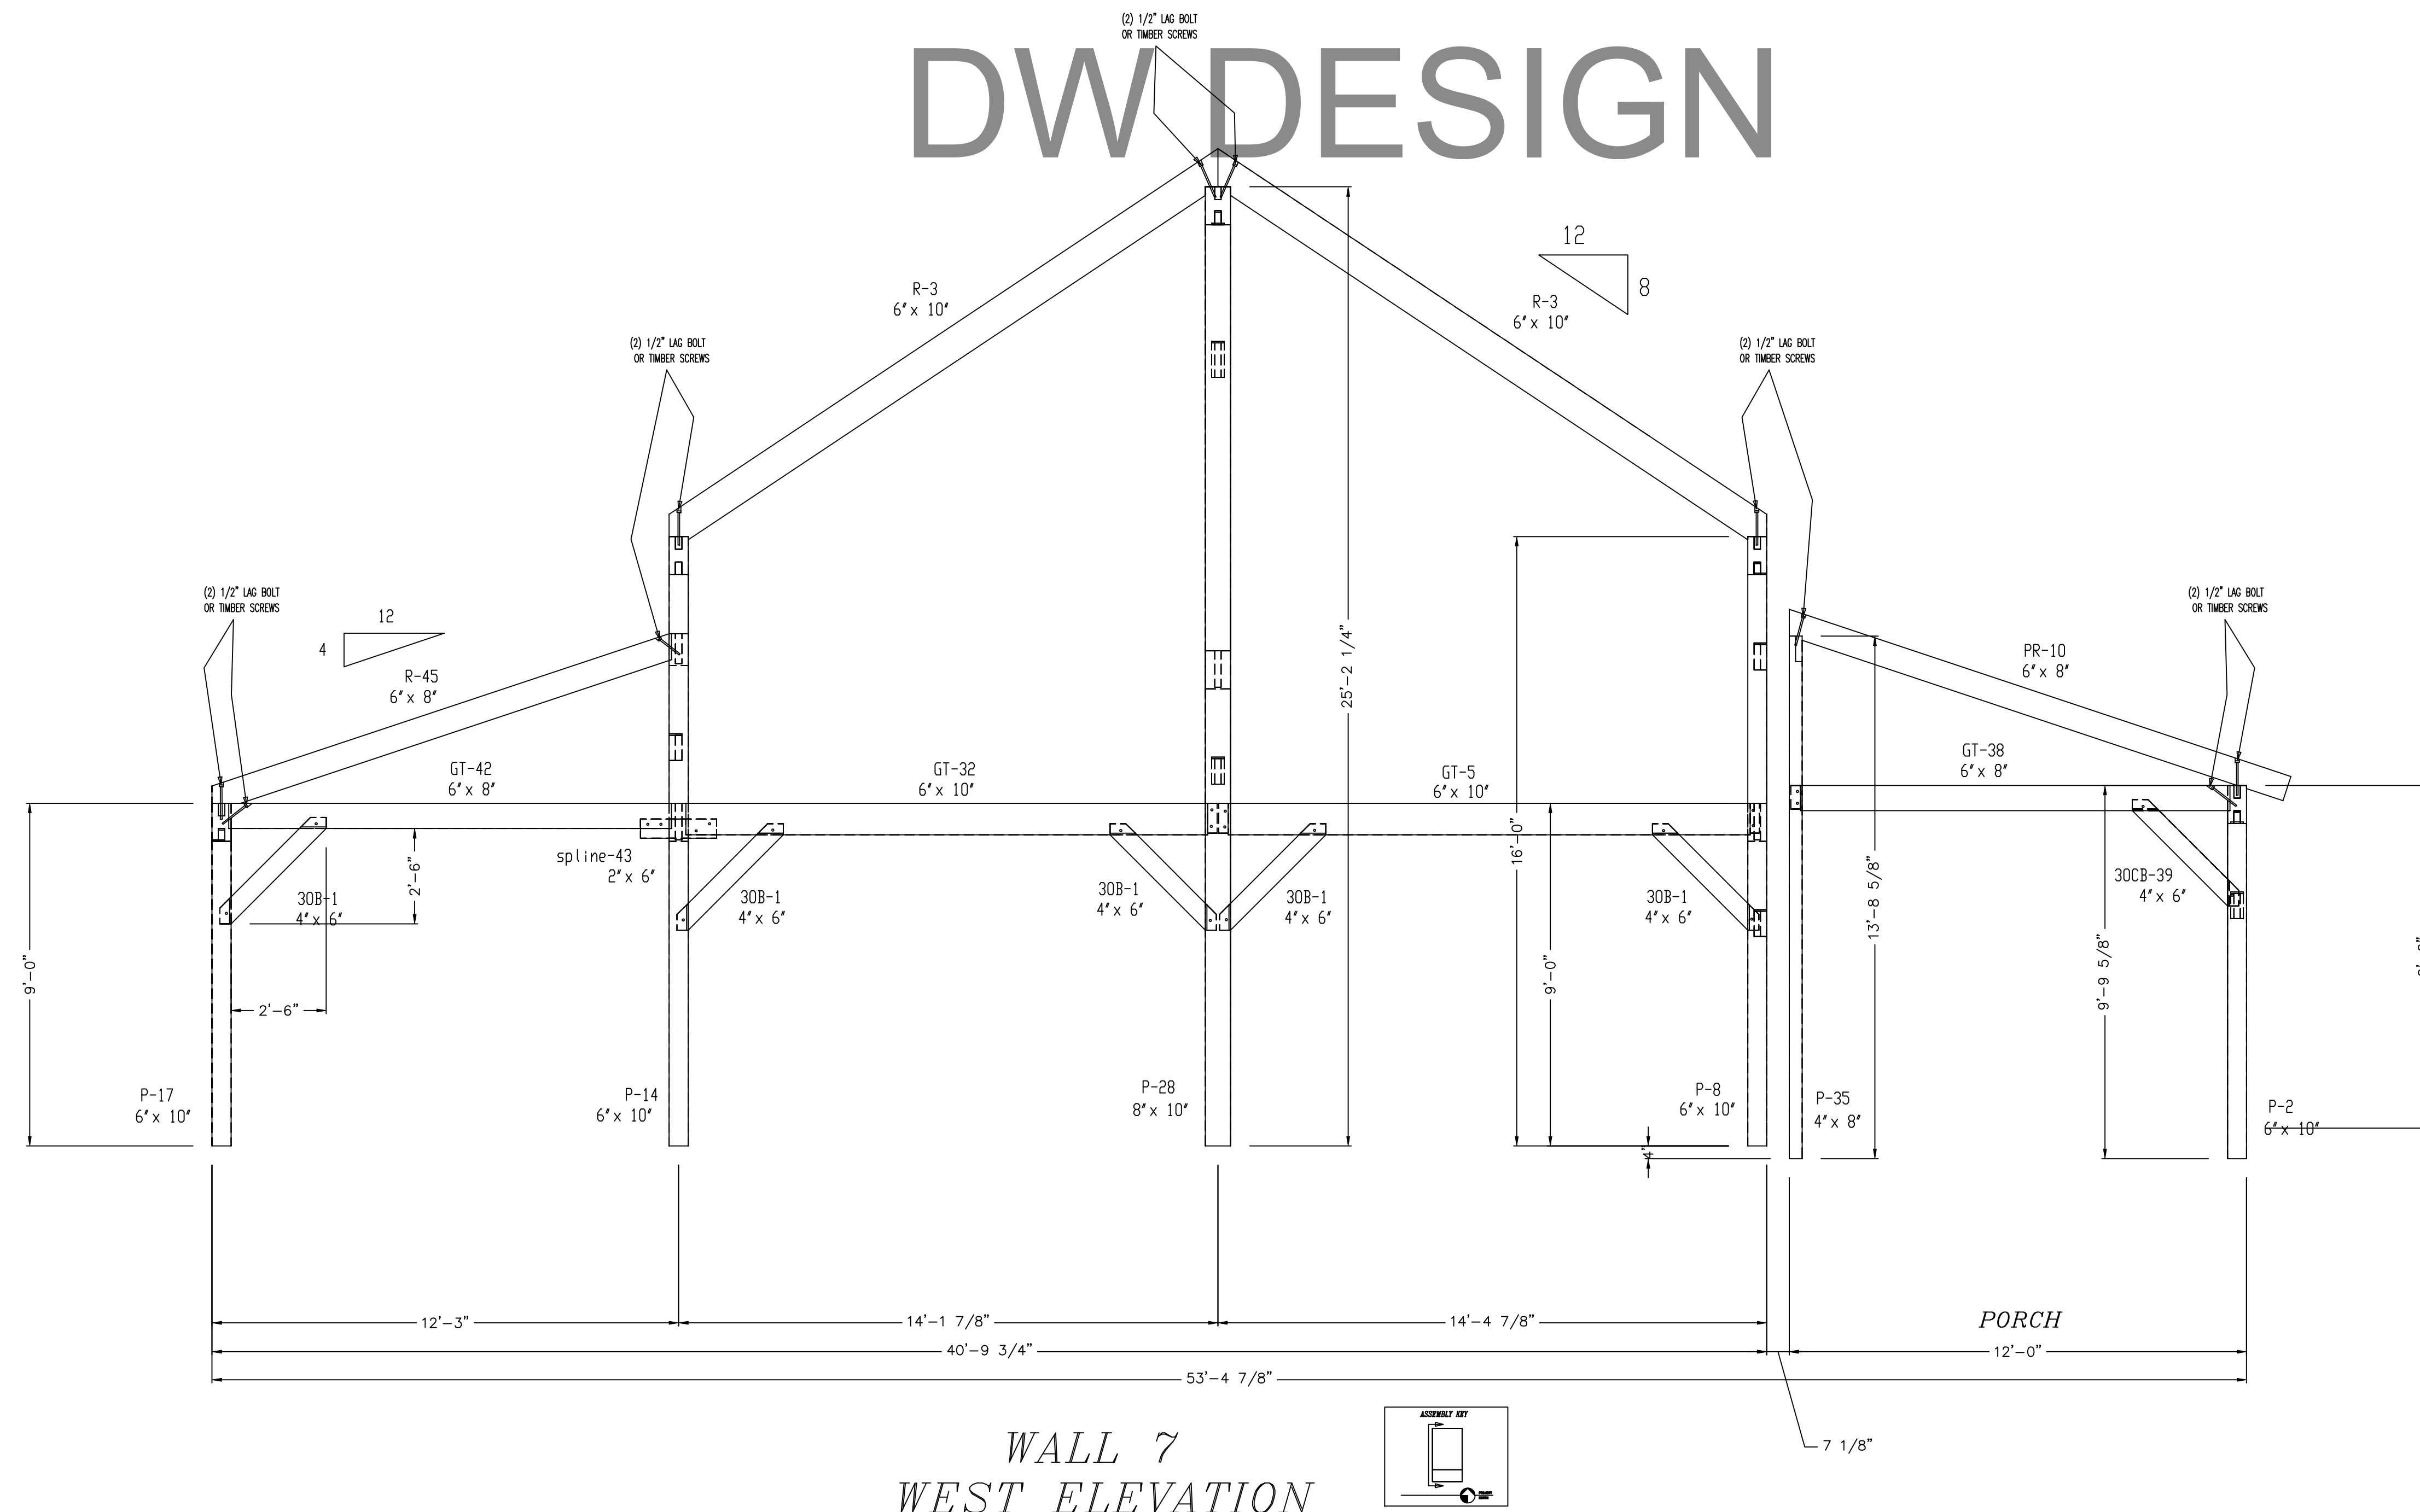 (2) 1/2" LAG BOLT
OR TIMBER SCREWS
DW DESIGN
12
8
R-3
6" x 10"
R-3
6" x 10"
(2) 1/2" LAG BOLT
OR TIMBER SCREWS
(2) 1/2" LAG BOLT
OR TIMBER SCREWS
(2) 1/2" LAG BOLT
OR TIMBER SCREWS
(2) 1/2" LAG BOLT
OR TIMBER SCREWS
12
4
R-45
6" x 8"
25'-2 1/4"
PR-10
6" x 8"
GT-42
6" x 8"
GT-32
6" x 10"
GT-5
6" x 10"
GT-38
6" x 8"
spline-43
2" x 6"
2'-6"
16'-0"
13'-8 5/8"
30B-1
4" x 6"
30B-1
4" x 6"
30B-1
4" x 6"
30B-1
4" x 6"
30B-1
4" x 6"
30CB-39
4" x 6"
9'-0"
2'-6"
9'-0"
9'-9 5/8"
P-17
6" x 10"
P-14
6" x 10"
P-28
8" x 10"
P-8
6" x 10"
P-35
4" x 8"
P-2
6" x 10"
4"
12'-3"
14'-1 7/8"
14'-4 7/8"
PORCH
40'-9 3/4"
12'-0"
53'-4 7/8"
7 1/8"
WALL 7
WEST ELEVATION
ASSEMBLY KEY